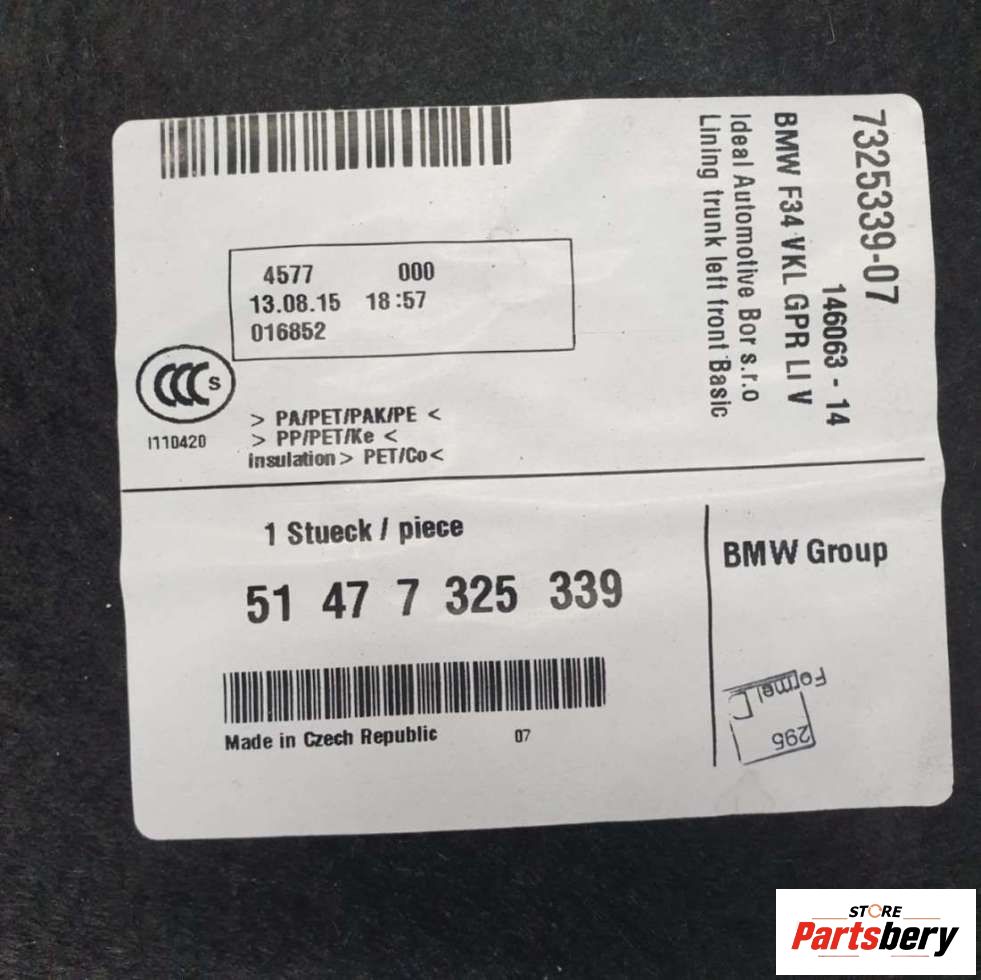 7325339-07
146063 - 14
BMW F34 VKL GPR LI V
Ideal Automotive Bor s.r.o
Lining trunk left front Basic
4577 000
13.08.15 18:57
016852
CCC S
I110420
> PA/PET/PAK/PE <
> PP/PET/Ke <
insulation > PET/Co<
1 Stueck / piece
51 47 7 325 339
BMW Group
Made in Czech Republic 07
Formel
295
STORE
Partsbery